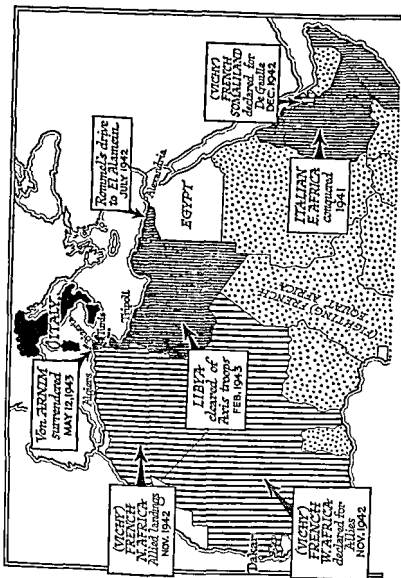 (VICHY)
FRENCH
N.AFRICA
Allied landings
NOV. 1942
Von ARNIM
surrendered
MAY 12, 1943
Rommel's drive
to El Alamein
JULY 1942
(VICHY)
FRENCH
SOMALILAND
declared for
De Gaulle
DEC. 1942
(VICHY)
FRENCH
W.AFRICA
declared for
Allies
NOV. 1942
LIBYA
cleared of
Axis troops
FEB. 1943
ITALIAN
E.AFRICA
conquered
1941
ITALY
Algiers
Tunis
Tripoli
Alexandria
EGYPT
Dakar
(FIGHTING) FRENCH
EQUAT. AFRICA